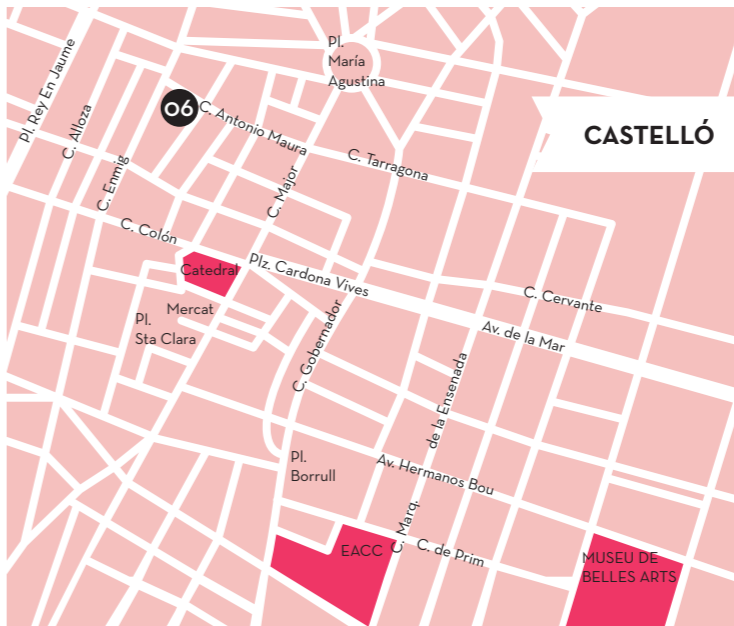 Pl.
María
Agustina
Pl. Rey En Jaume
C. Alloza
06
C. Antonio Maura
CASTELLÓ
C. Enmig
C. Major
C. Tarragona
C. Colón
Catedral
Plz. Cardona Vives
C. Cervante
Mercat
Pl.
Sta Clara
C. Gobernador
Av. de la Mar
de la Ensenada
Pl.
Borrull
Av. Hermanos Bou
C. Marq.
EACC
C. de Prim
MUSEU DE
BELLES ARTS